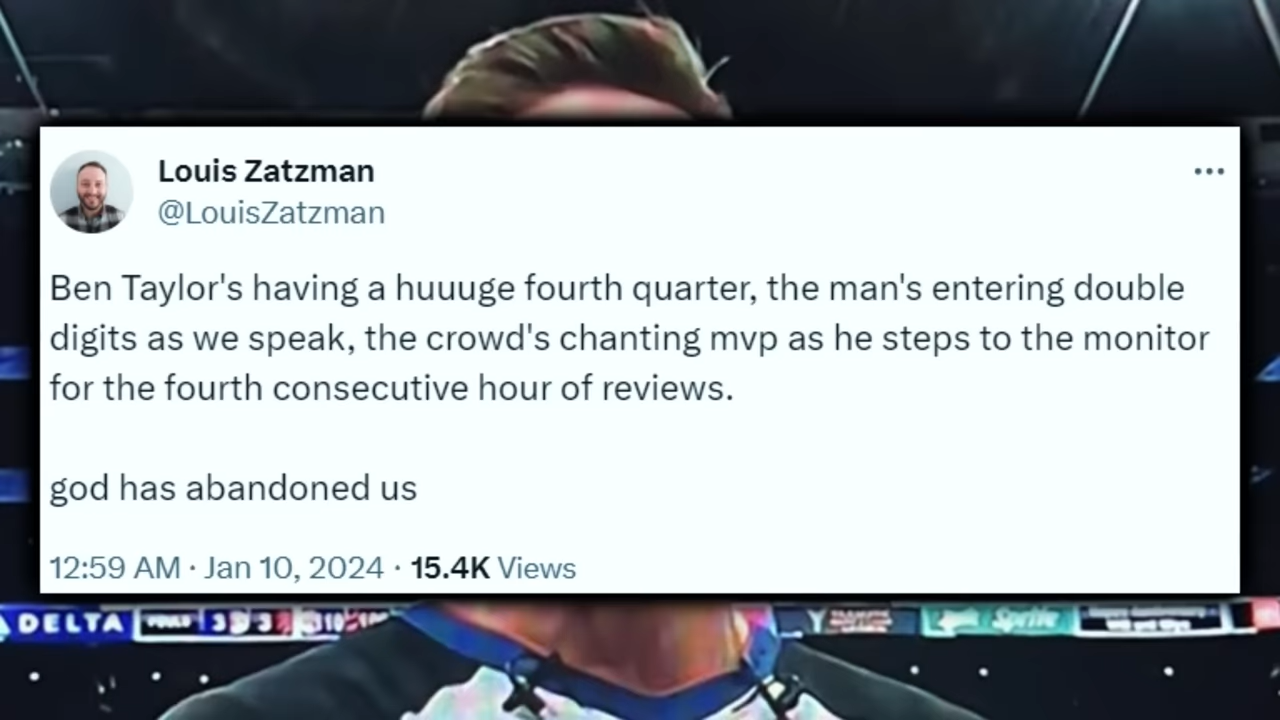 Louis Zatzman
@LouisZatzman
Ben Taylor's having a huuuge fourth quarter, the man's entering double
digits as we speak, the crowd's chanting mvp as he steps to the monitor
for the fourth consecutive hour of reviews.
god has abandoned us
12:59 AM · Jan 10, 2024 · 15.4K Views
DELTA Sprite